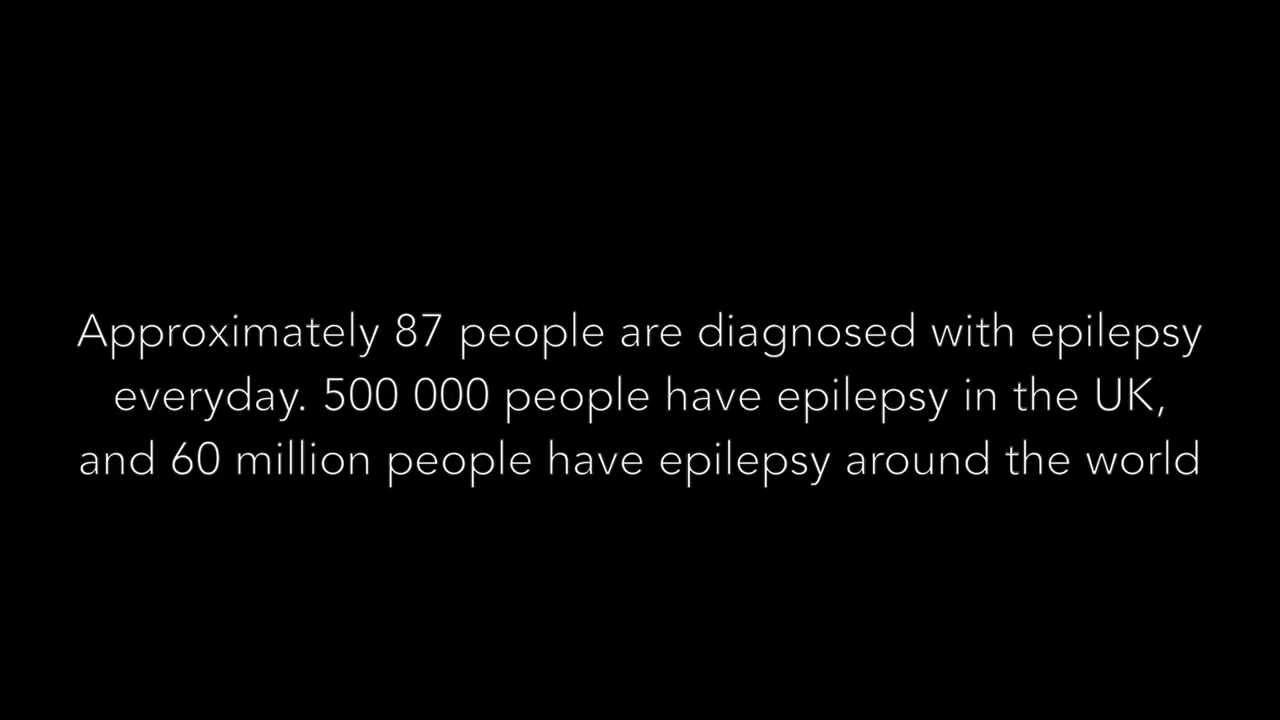 Approximately 87 people are diagnosed with epilepsy
everyday. 500 000 people have epilepsy in the UK,
and 60 million people have epilepsy around the world